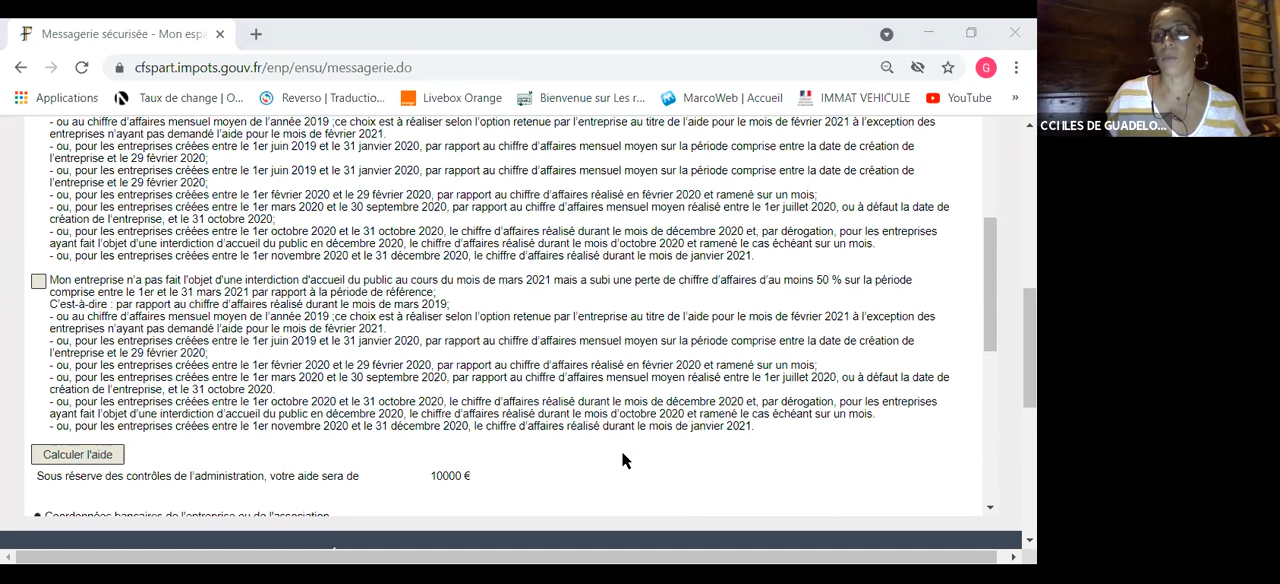 Messagerie sécurisée - Mon espa
cfspart.impots.gouv.fr/enp/ensu/messagerie.do
G
Applications Taux de change | O... Reverso | Traductio... Livebox Orange Bienvenue sur Les r... MarcoWeb | Accueil IMMAT VEHICULE YouTube »
CCI ILES DE GUADELO...
- ou au chiffre d'affaires mensuel moyen de l'année 2019 ;ce choix est à réaliser selon l'option retenue par l'entreprise au titre de l'aide pour le mois de février 2021 à l'exception des
entreprises n'ayant pas demandé l'aide pour le mois de février 2021.
- ou, pour les entreprises créées entre le 1er juin 2019 et le 31 janvier 2020, par rapport au chiffre d'affaires mensuel moyen sur la période comprise entre la date de création de
l'entreprise et le 29 février 2020;
- ou, pour les entreprises créées entre le 1er juin 2019 et le 31 janvier 2020, par rapport au chiffre d'affaires mensuel moyen sur la période comprise entre la date de création de
l'entreprise et le 29 février 2020;
- ou, pour les entreprises créées entre le 1er février 2020 et le 29 février 2020, par rapport au chiffre d'affaires réalisé en février 2020 et ramené sur un mois;
- ou, pour les entreprises créées entre le 1er mars 2020 et le 30 septembre 2020, par rapport au chiffre d'affaires mensuel moyen réalisé entre le 1er juillet 2020, ou à défaut la date de
création de l'entreprise, et le 31 octobre 2020;
- ou, pour les entreprises créées entre le 1er octobre 2020 et le 31 octobre 2020, le chiffre d'affaires réalisé durant le mois de décembre 2020 et, par dérogation, pour les entreprises
ayant fait l'objet d'une interdiction d'accueil du public en décembre 2020, le chiffre d'affaires réalisé durant le mois d'octobre 2020 et ramené le cas échéant sur un mois.
- ou, pour les entreprises créées entre le 1er novembre 2020 et le 31 décembre 2020, le chiffre d'affaires réalisé durant le mois de janvier 2021.
Mon entreprise n'a pas fait l'objet d'une interdiction d'accueil du public au cours du mois de mars 2021 mais a subi une perte de chiffre d'affaires d'au moins 50 % sur la période
comprise entre le 1er et le 31 mars 2021 par rapport à la période de référence;
C'est-à-dire : par rapport au chiffre d'affaires réalisé durant le mois de mars 2019;
- ou au chiffre d'affaires mensuel moyen de l'année 2019 ;ce choix est à réaliser selon l'option retenue par l'entreprise au titre de l'aide pour le mois de février 2021 à l'exception des
entreprises n'ayant pas demandé l'aide pour le mois de février 2021.
- ou, pour les entreprises créées entre le 1er juin 2019 et le 31 janvier 2020, par rapport au chiffre d'affaires mensuel moyen sur la période comprise entre la date de création de
l'entreprise et le 29 février 2020;
- ou, pour les entreprises créées entre le 1er février 2020 et le 29 février 2020, par rapport au chiffre d'affaires réalisé en février 2020 et ramené sur un mois;
- ou, pour les entreprises créées entre le 1er mars 2020 et le 30 septembre 2020, par rapport au chiffre d'affaires mensuel moyen réalisé entre le 1er juillet 2020, ou à défaut la date de
création de l'entreprise, et le 31 octobre 2020.
- ou, pour les entreprises créées entre le 1er octobre 2020 et le 31 octobre 2020, le chiffre d'affaires réalisé durant le mois de décembre 2020 et, par dérogation, pour les entreprises
ayant fait l'objet d'une interdiction d'accueil du public en décembre 2020, le chiffre d'affaires réalisé durant le mois d'octobre 2020 et ramené le cas échéant sur un mois.
- ou, pour les entreprises créées entre le 1er novembre 2020 et le 31 décembre 2020, le chiffre d'affaires réalisé durant le mois de janvier 2021.
Calculer l'aide
Sous réserve des contrôles de l'administration, votre aide sera de 10000 €
● Coordonnées bancaires de l'entreprise ou de l'association